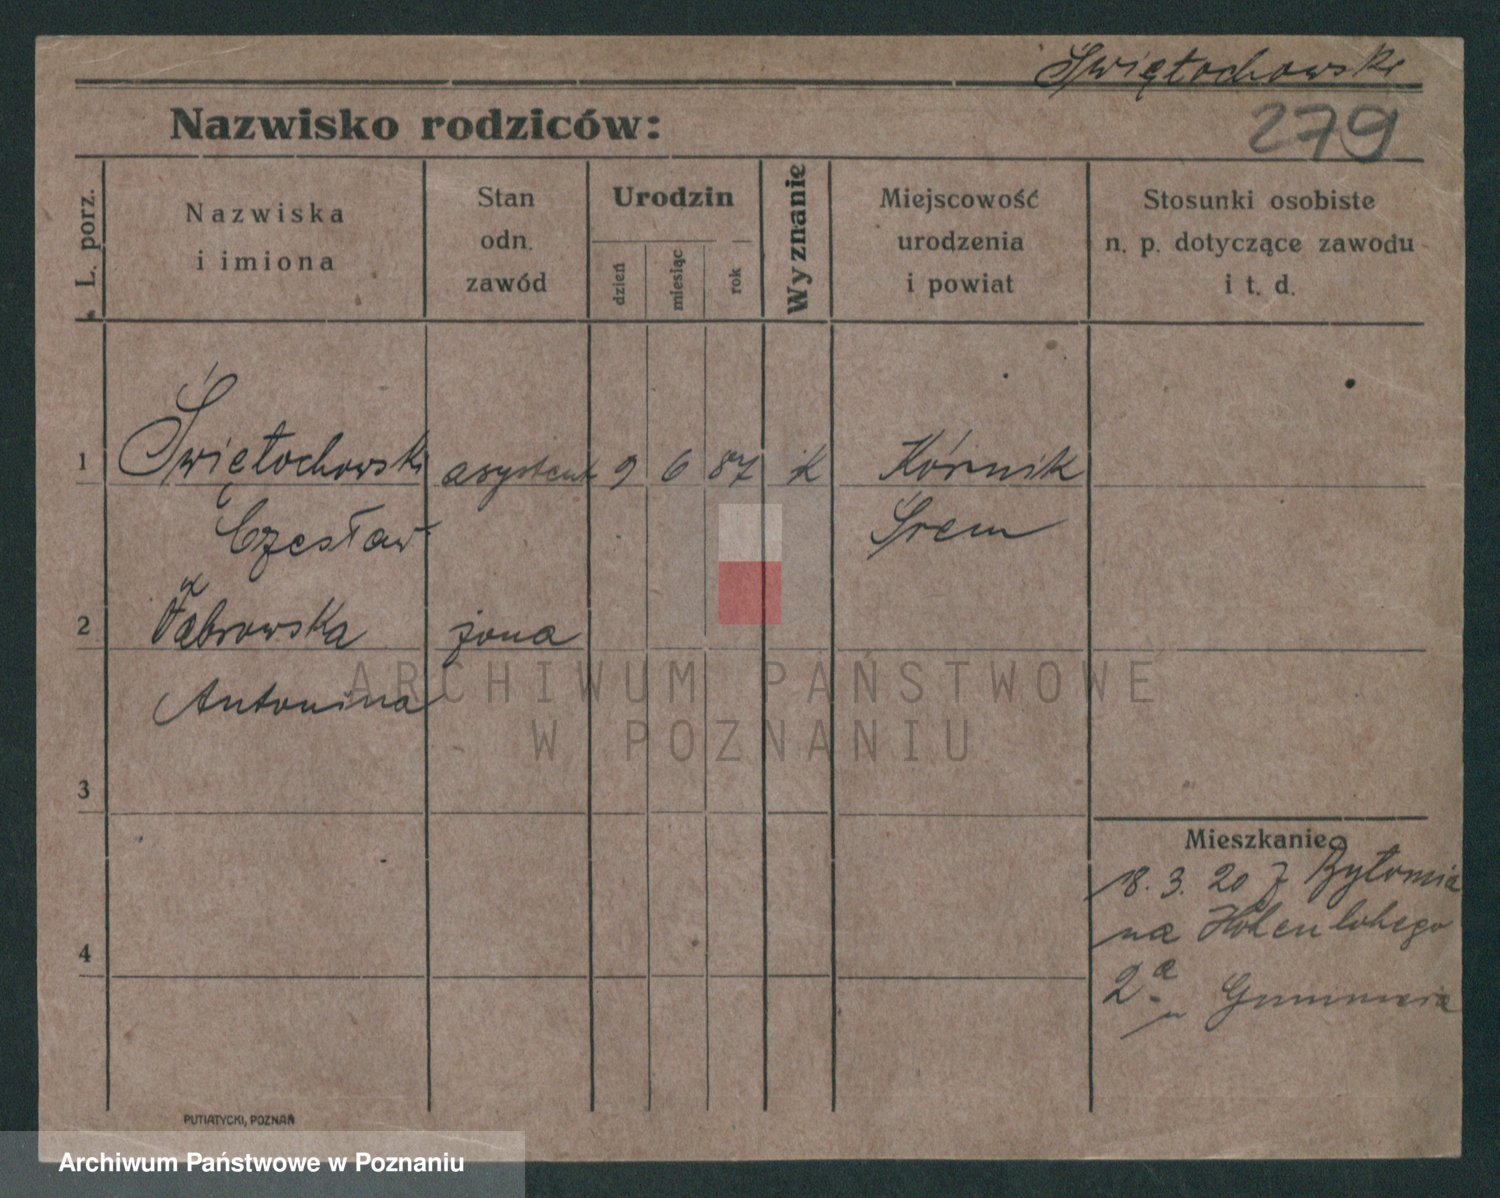 Świętochowski
279
Nazwisko rodziców:
L. porz.
Nazwiska
i imiona
Stan
odn.
zawód
Urodzin
dzień
miesiąc
rok
Wyznanie
Miejscowość
urodzenia
i powiat
Stosunki osobiste
n. p. dotyczące zawodu
i t. d.
1 Świętochowski asystent 9 6 87 k Kórnik
Czesław Śrem
2 żona
Antonina
ARCHIWUM PAŃSTWOWE
W POZNANIU
3
Mieszkanie
18. 3. 20 z Bytomia
na Hohenlohego
4
2a
PUTIATYCKI, POZNAŃ
Archiwum Państwowe w Poznaniu